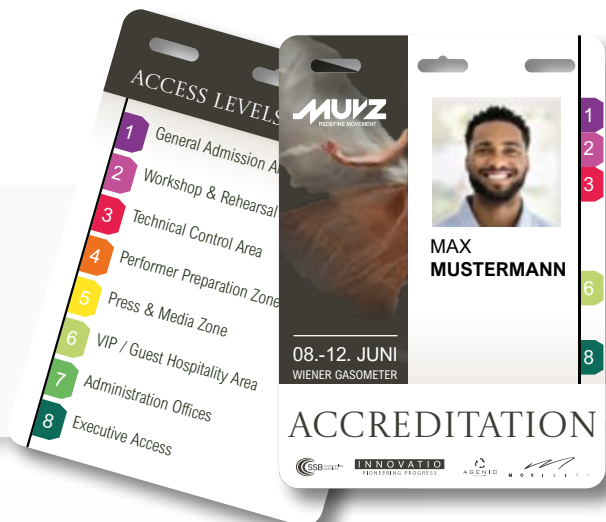 ACCESS LEVELS
1 General Admission A
2 Workshop & Rehearsal
3 Technical Control Area
4 Performer Preparation Zone
5 Press & Media Zone
6 VIP / Guest Hospitality Area
7 Administration Offices
8 Executive Access
MUVZ
REDEFINE MOVEMENT
MAX
MUSTERMANN
1
2
3
6
8
08.-12. JUNI
WIENER GASOMETER
ACCREDITATION
SSB
INNOVATIO
PIONEERING PROGRESS
AGENIC
MOBILITY